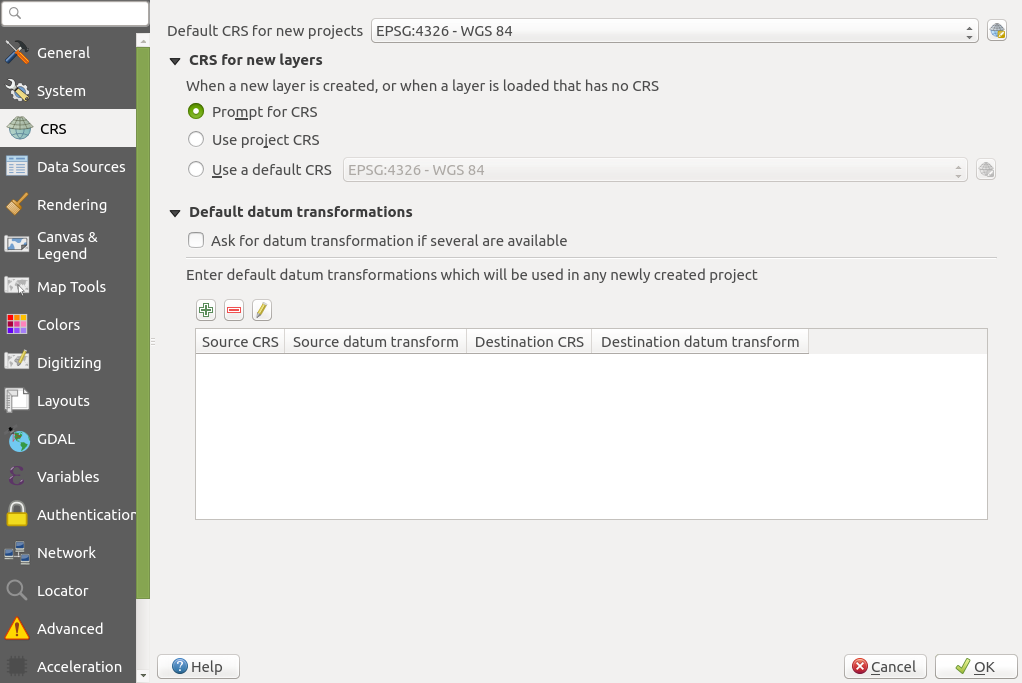 General
System
CRS
Data Sources
Rendering
Canvas &
Legend
Map Tools
Colors
Digitizing
Layouts
GDAL
Variables
Authentication
Network
Locator
Advanced
Acceleration
Default CRS for new projects EPSG:4326 - WGS 84
CRS for new layers
When a new layer is created, or when a layer is loaded that has no CRS
Prompt for CRS
Use project CRS
Use a default CRS EPSG:4326 - WGS 84
Default datum transformations
Ask for datum transformation if several are available
Enter default datum transformations which will be used in any newly created project
Source CRS Source datum transform Destination CRS Destination datum transform
Help Cancel OK